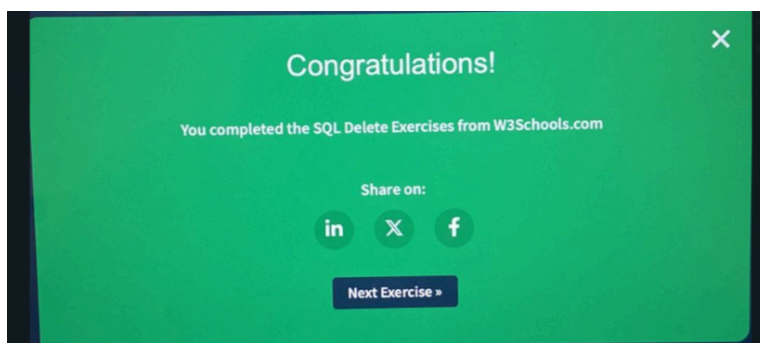 Congratulations!
You completed the SQL Delete Exercises from W3Schools.com
Share on:
in X f
Next Exercise »